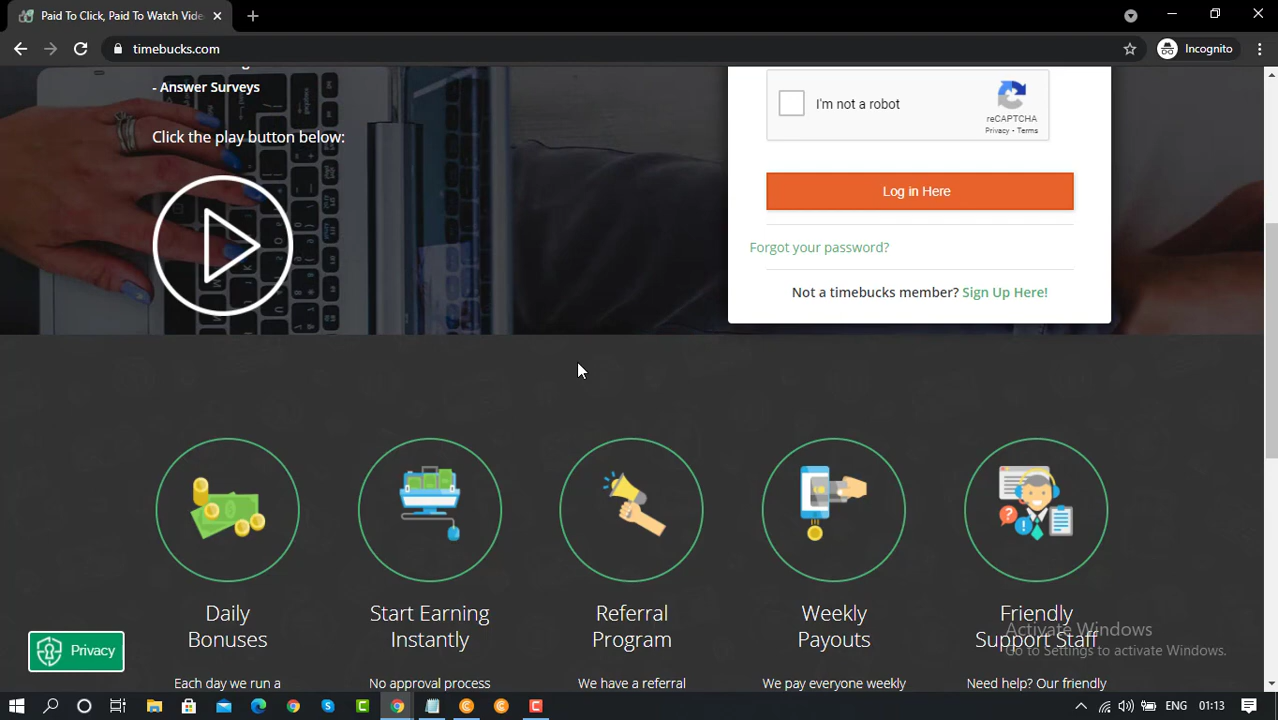 Paid To Click, Paid To Watch Vide
timebucks.com
Incognito
- Answer Surveys
Click the play button below:
I'm not a robot
reCAPTCHA
Privacy - Terms
Log in Here
Forgot your password?
Not a timebucks member? Sign Up Here!
Daily
Bonuses
Start Earning
Instantly
Referral
Program
Weekly
Payouts
Friendly
Support Staff
Each day we run a
No approval process
We have a referral
We pay everyone weekly
Need help? Our friendly
Privacy
Activate Windows
Go to Settings to activate Windows.
ENG
01:13